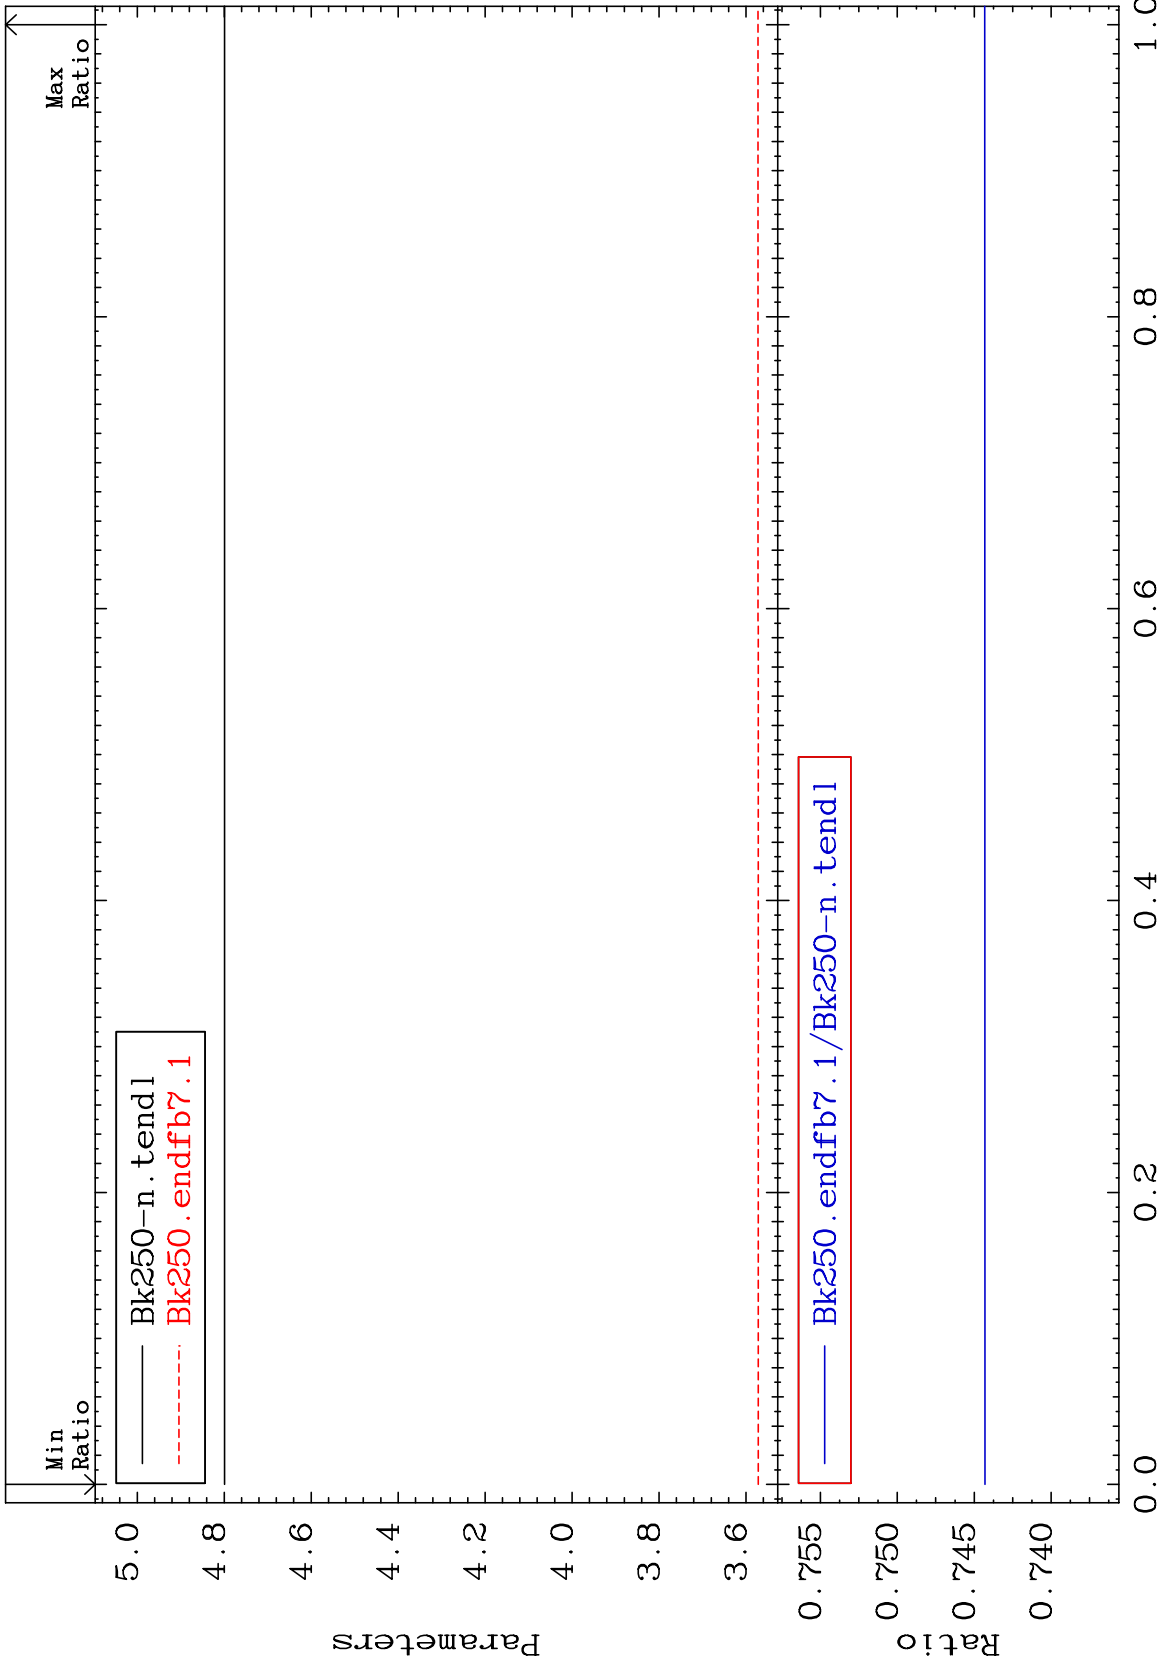 Min
Ratio
Max
Ratio
Bk250-n.tendl
Bk250.endfb7.1
5.0
4.8
4.6
4.4
4.2
4.0
3.8
3.6
Parameters
Bk250.endfb7.1/Bk250-n.tendl
0.755
0.750
0.745
0.740
Ratio
0.0 0.2 0.4 0.6 0.8 1.0